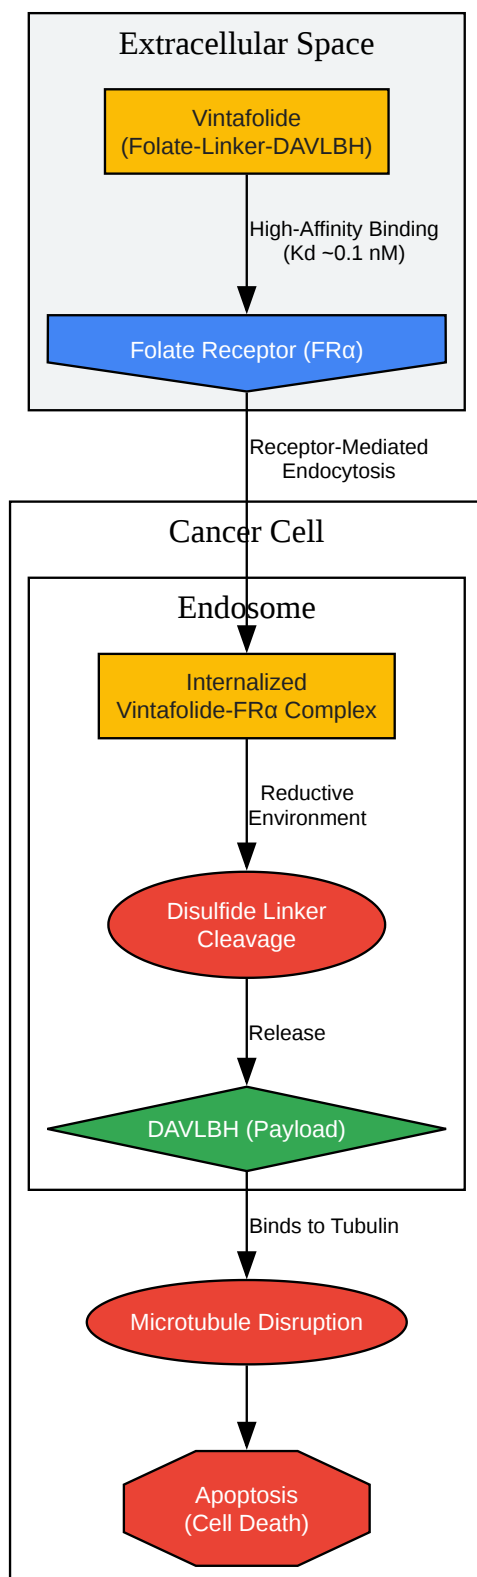 Extracellular Space
Vintafolide
(Folate-Linker-DAVLBH)
High-Affinity Binding
(Kd ~0.1 nM)
Folate Receptor (FRα)
Receptor-Mediated
Endocytosis
Cancer Cell
Endosome
Internalized
Vintafolide-FRα Complex
Reductive
Environment
Disulfide Linker
Cleavage
Release
DAVLBH (Payload)
Binds to Tubulin
Microtubule Disruption
Apoptosis
(Cell Death)